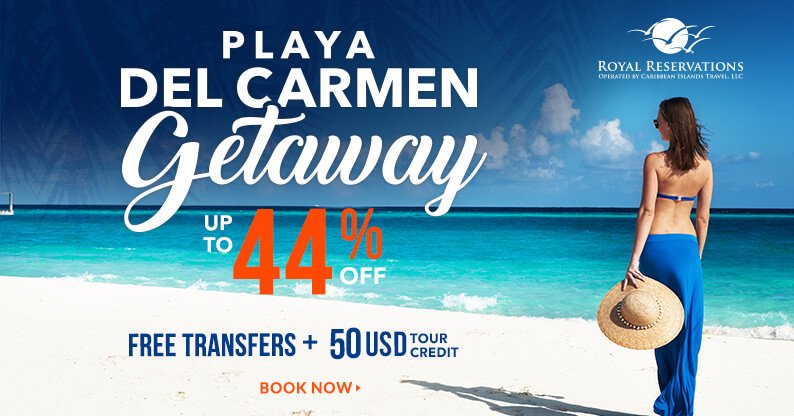 PLAYA
DEL CARMEN
Getaway
UP TO 44% OFF
FREE TRANSFERS + 50 USD TOUR CREDIT
BOOK NOW
ROYAL RESERVATIONS
OPERATED BY CARIBBEAN ISLANDS TRAVEL, LLC